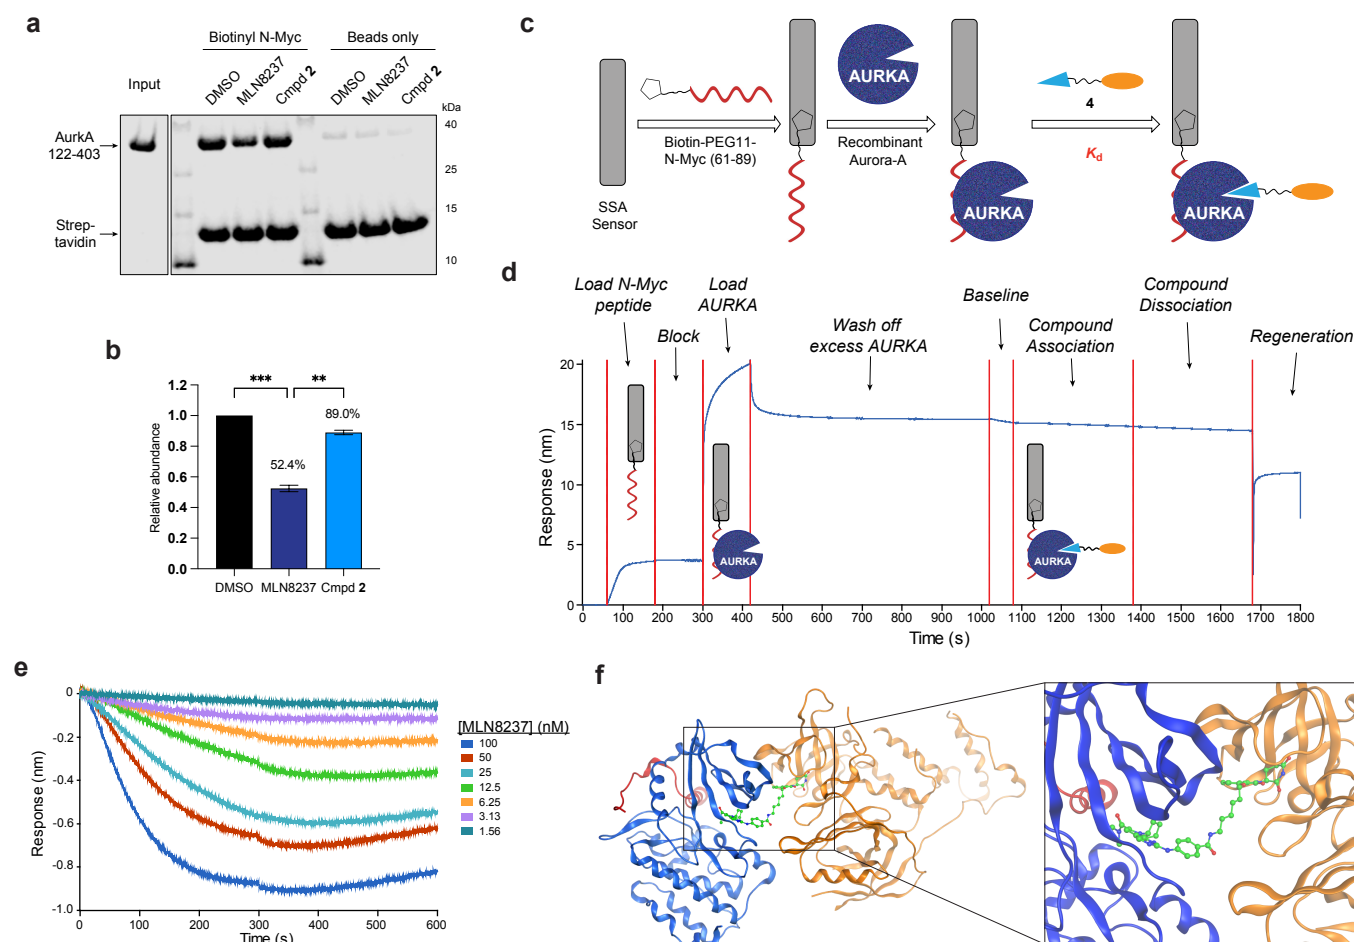 a
Biotinyl N-Myc
Beads only
Input
DMSO
MLN8237
Cmpd 2
DMSO
MLN8237
Cmpd 2
kDa
40
25
15
10
AurkA
122-403
Strep-
tavidin
b
Relative abundance
1.2
1.0
0.8
0.6
0.4
0.2
0.0
***
**
52.4%
89.0%
DMSO
MLN8237
Cmpd 2
c
SSA
Sensor
Biotin-PEG11-
N-Myc (61-89)
AURKA
Recombinant
Aurora-A
AURKA
4
Kd
AURKA
d
Load N-Myc
peptide
Block
Load
AURKA
Wash off
excess AURKA
Baseline
Compound
Association
Compound
Dissociation
Regeneration
Response (nm)
20
15
10
5
0
AURKA
AURKA
0 100 200 300 400 500 600 700 800 900 1000 1100 1200 1300 1400 1500 1600 1700 1800
Time (s)
e
Response (nm)
0
-0.2
-0.4
-0.6
-0.8
-1.0
0 100 200 300 400 500 600
Time (s)
[MLN8237] (nM)
100
50
25
12.5
6.25
3.13
1.56
f